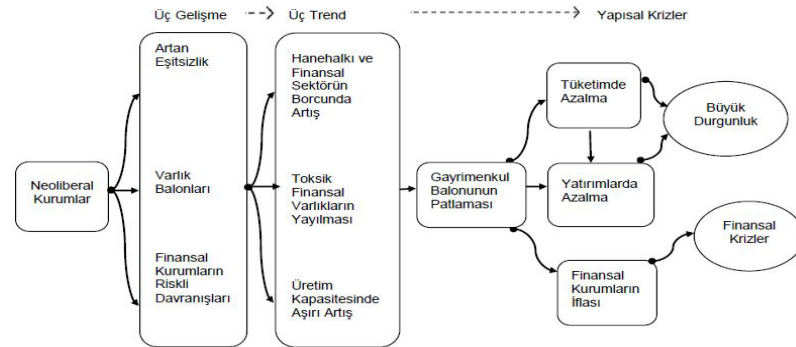 Üç Gelişme
Üç Trend
Yapısal Krizler
Neoliberal
Kurumlar
Artan
Eşitsizlik
Varlık
Balonları
Finansal
Kurumların
Riskli
Davranışları
Hanehalkı ve
Finansal
Sektörün
Borcunda
Artış
Toksik
Finansal
Varlıkların
Yayılması
Üretim
Kapasitesinde
Aşırı Artış
Gayrimenkul
Balonunun
Patlaması
Tüketimde
Azalma
Yatırımlarda
Azalma
Finansal
Kurumların
İflası
Büyük
Durgunluk
Finansal
Krizler